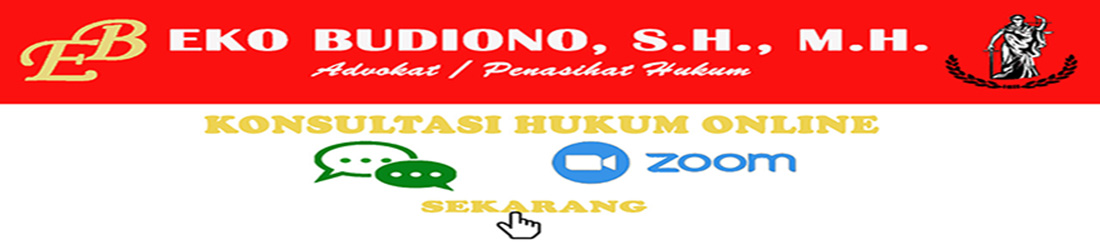 EB
EKO BUDIONO, S.H., M.H.
Advokat / Penasihat Hukum
KONSULTASI HUKUM ONLINE
zoom
SEKARANG